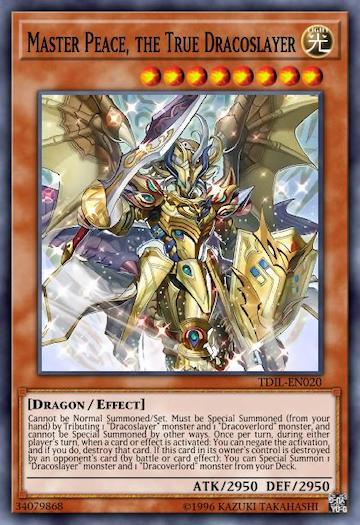 MASTER PEACE, THE TRUE DRACOSLAYER
LIGHT
光
TDIL-EN020
[DRAGON / EFFECT]
Cannot be Normal Summoned/Set. Must be Special Summoned (from your
hand) by Tributing 1 "Dracoslayer" monster and 1 "Dracoverlord" monster, and
cannot be Special Summoned by other ways. Once per turn, during either
player's turn, when a card or effect is activated: You can negate the activation,
and if you do, destroy that card. If this card in its owner's control is destroyed
by an opponent's card (by battle or card effect): You can Special Summon 1
"Dracoslayer" monster and 1 "Dracoverlord" monster from your Deck.
ATK/2950 DEF/2950
34079868
©1996 KAZUKI TAKAHASHI